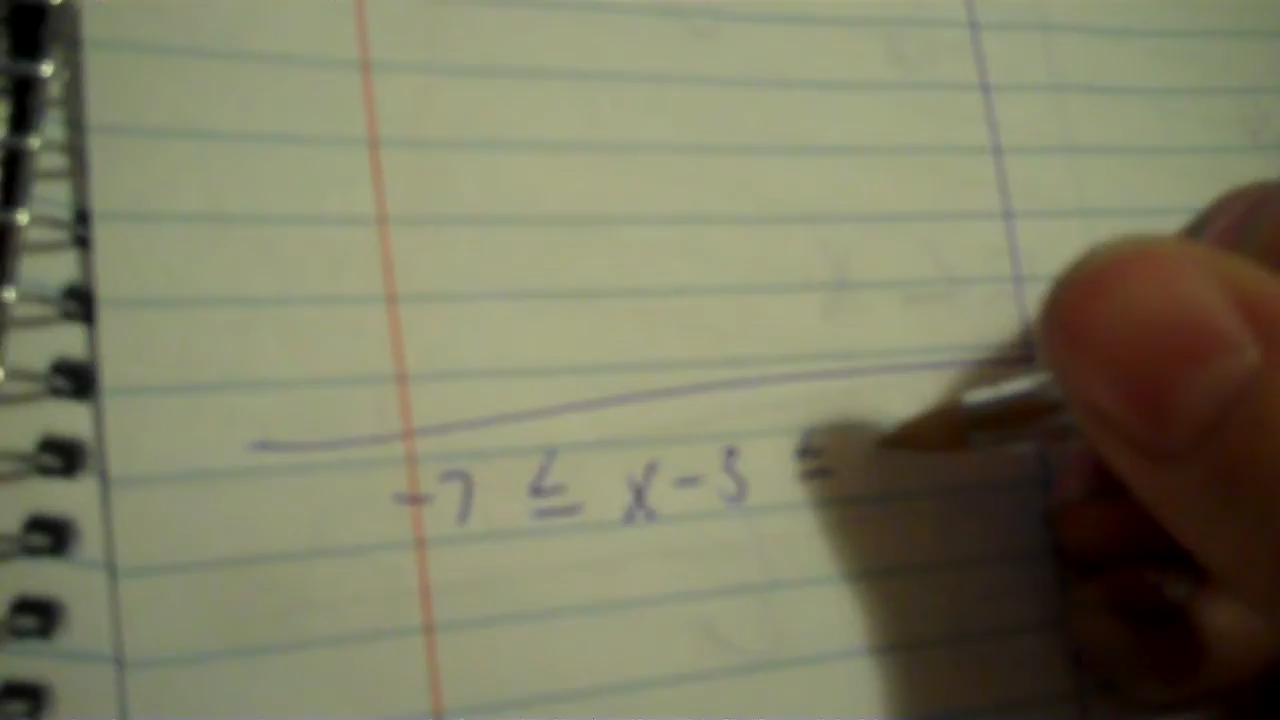 -7 ≤ x - 3 ≤